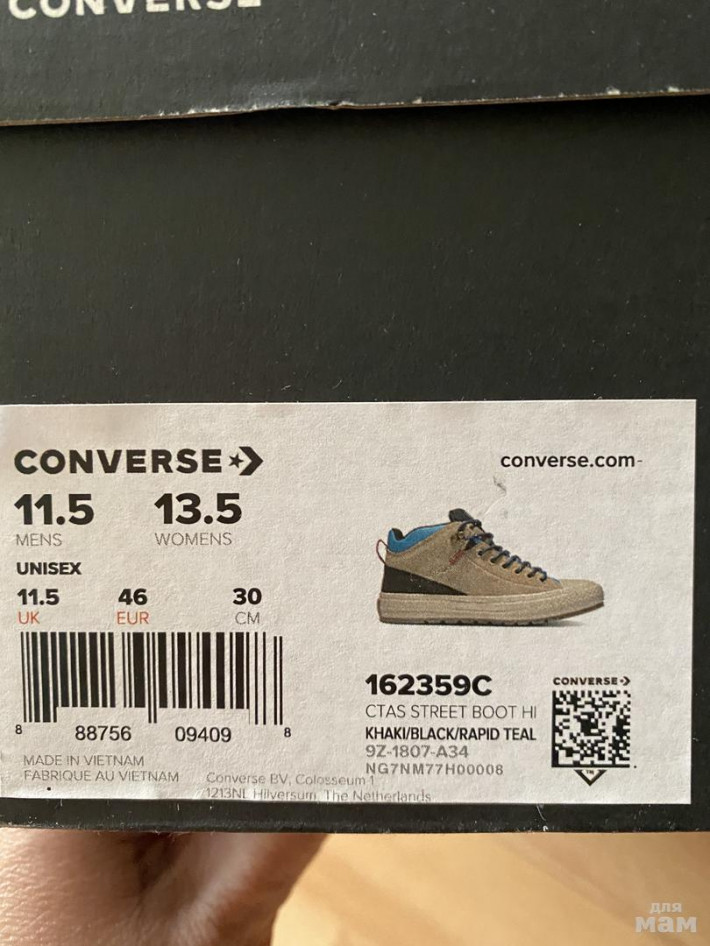 CONVERSE
CONVERSE
converse.com
11.5 13.5
MENS WOMENS
UNISEX
11.5 46 30
UK EUR CM
8 88756 09409 8
MADE IN VIETNAM
FABRIQUE AU VIETNAM
Converse BV, Colosseum 1
1213NL Hilversum, The Netherlands
162359C
CTAS STREET BOOT HI
KHAKI/BLACK/RAPID TEAL
9Z-1807-A34
NG7NM77H00008
CONVERSE
для
мам